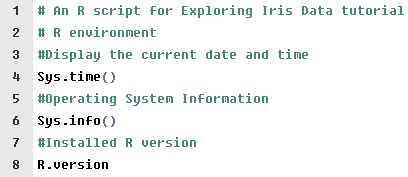 1 # An R script for Exploring Iris Data tutorial
2 # R environment
3 #Display the current date and time
4 Sys.time()
5 #Operating System Information
6 Sys.info()
7 #Installed R version
8 R.version